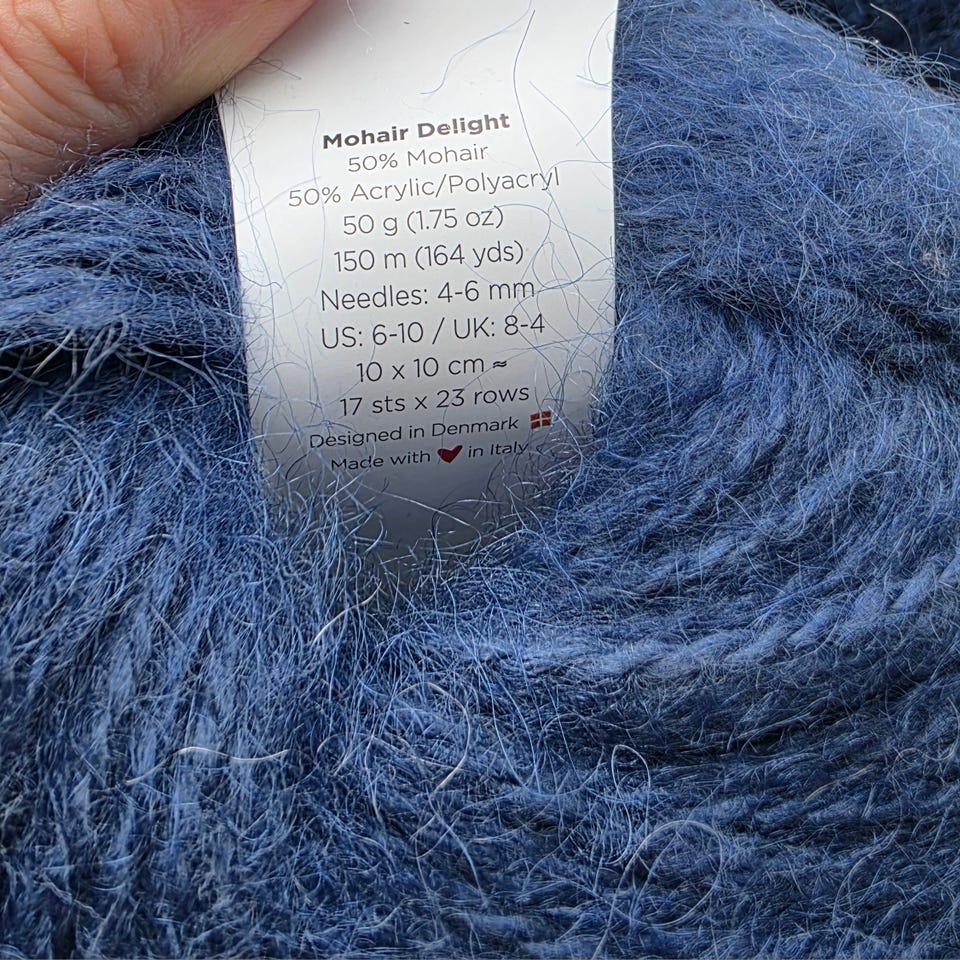 Mohair Delight
50% Mohair
50% Acrylic/Polyacryl
50 g (1.75 oz)
150 m (164 yds)
Needles: 4-6 mm
US: 6-10 / UK: 8-4
10 x 10 cm ≈
17 sts x 23 rows
Designed in Denmark 🇩🇰
Made with ❤ in Italy